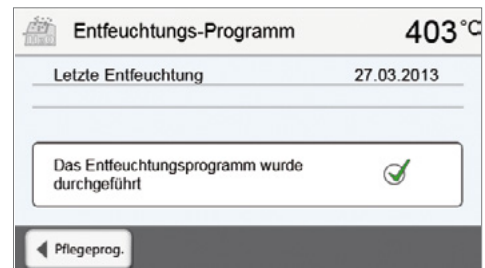 Entfeuchtungs-Programm 403°C
Letzte Entfeuchtung 27.03.2013
Das Entfeuchtungsprogramm wurde
durchgeführt
Pflegeprog.